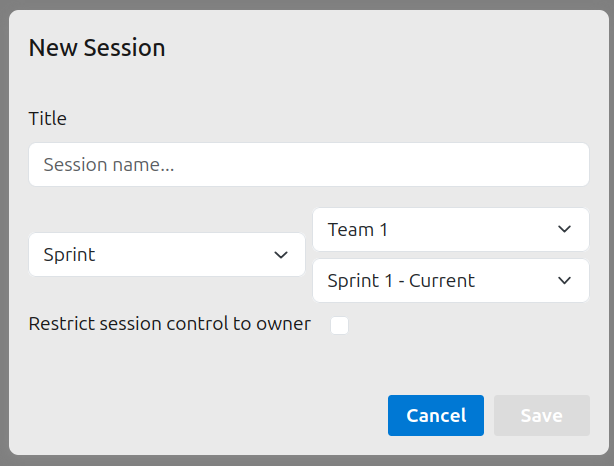 New Session
Title
Session name...
Sprint
Team 1
Sprint 1 - Current
Restrict session control to owner
Cancel
Save